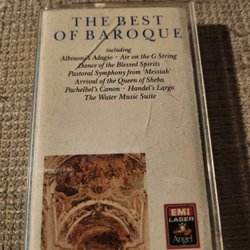 THE BEST
OF BAROQUE
including
Albinoni's Adagio · Air on the G String
Dance of the Blessed Spirits
Pastoral Symphony from 'Messiah'
Arrival of the Queen of Sheba
Pachelbel's Canon · Handel's Largo
The Water Music Suite
EMI
LASER
Angel